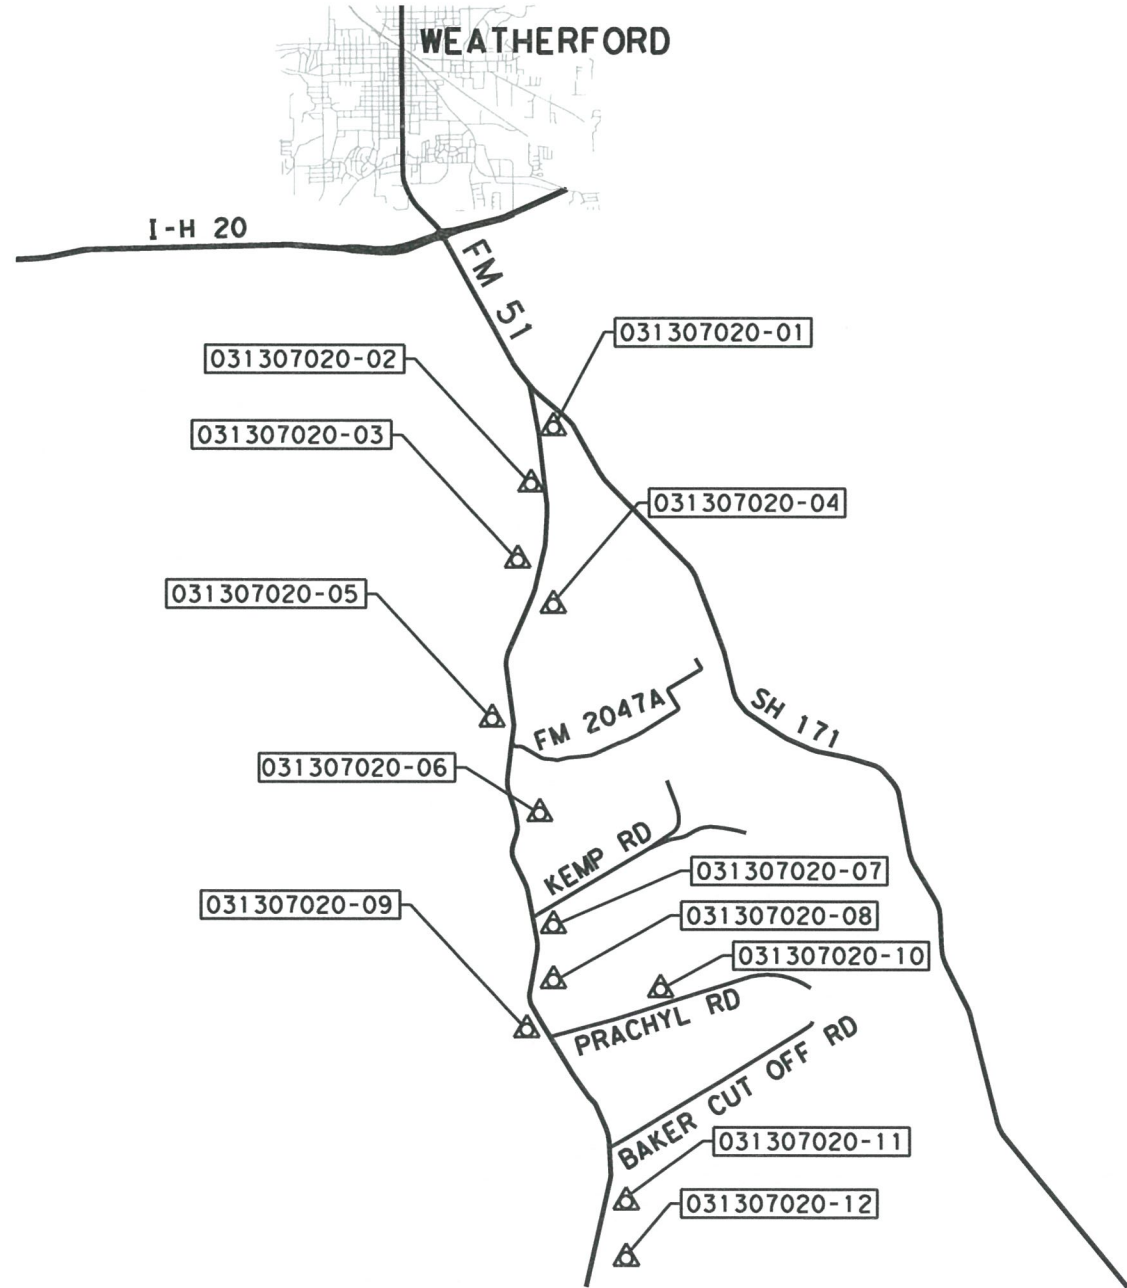 WEATHERFORD
I-H 20
FM 51
031307020-01
031307020-02
031307020-03
031307020-04
031307020-05
FM 2047A
SH 171
031307020-06
KEMP RD
031307020-07
031307020-09
031307020-08
031307020-10
PRACHYL RD
BAKER CUT OFF RD
031307020-11
031307020-12